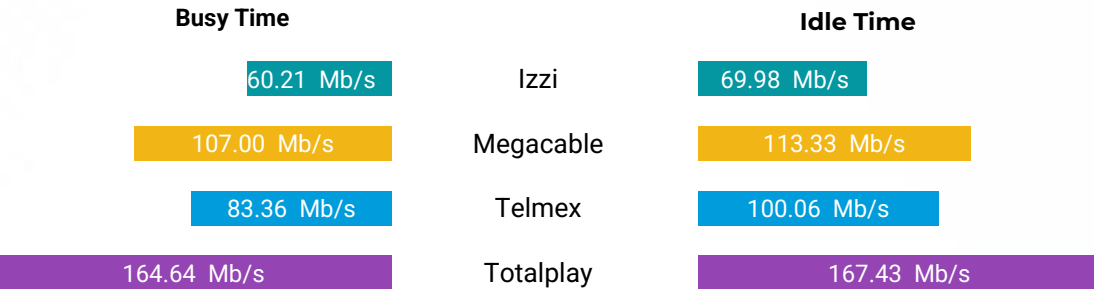 Busy Time Idle Time
60.21 Mb/s Izzi 69.98 Mb/s
107.00 Mb/s Megacable 113.33 Mb/s
83.36 Mb/s Telmex 100.06 Mb/s
164.64 Mb/s Totalplay 167.43 Mb/s